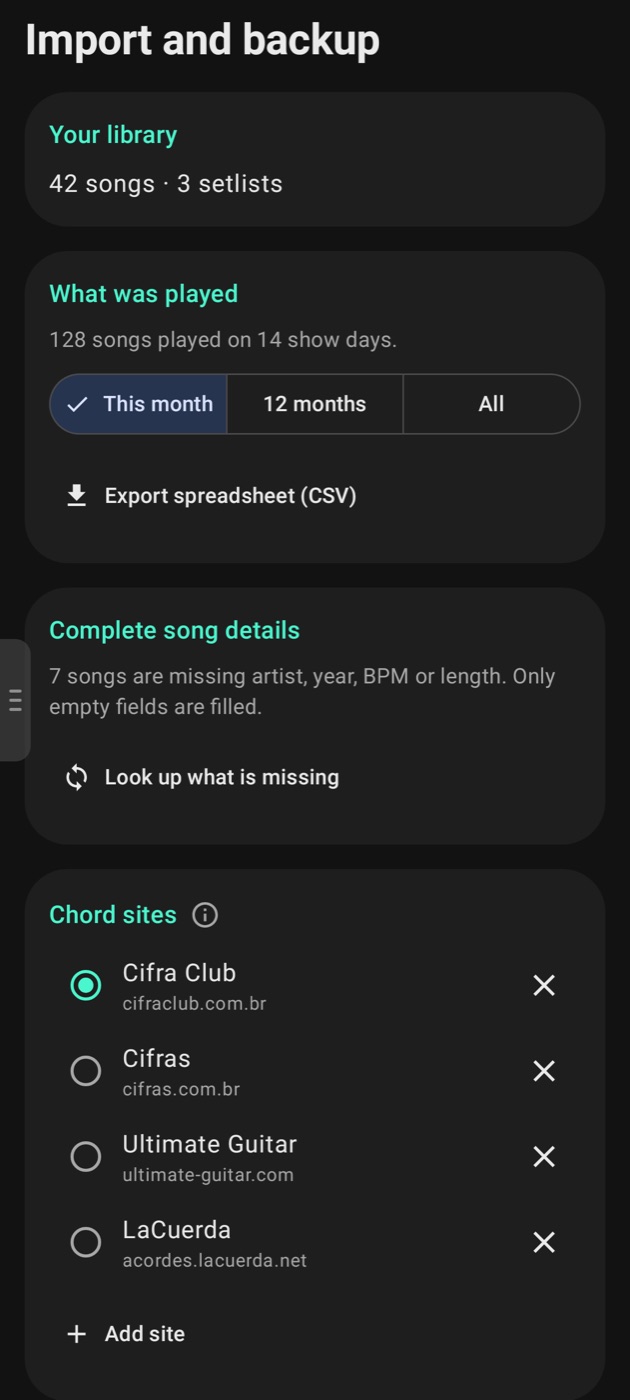 Import and backup
Your library
42 songs · 3 setlists
What was played
128 songs played on 14 show days.
This month
12 months
All
Export spreadsheet (CSV)
Complete song details
7 songs are missing artist, year, BPM or length. Only
empty fields are filled.
Look up what is missing
Chord sites
Cifra Club
cifraclub.com.br
Cifras
cifras.com.br
Ultimate Guitar
ultimate-guitar.com
LaCuerda
acordes.lacuerda.net
Add site